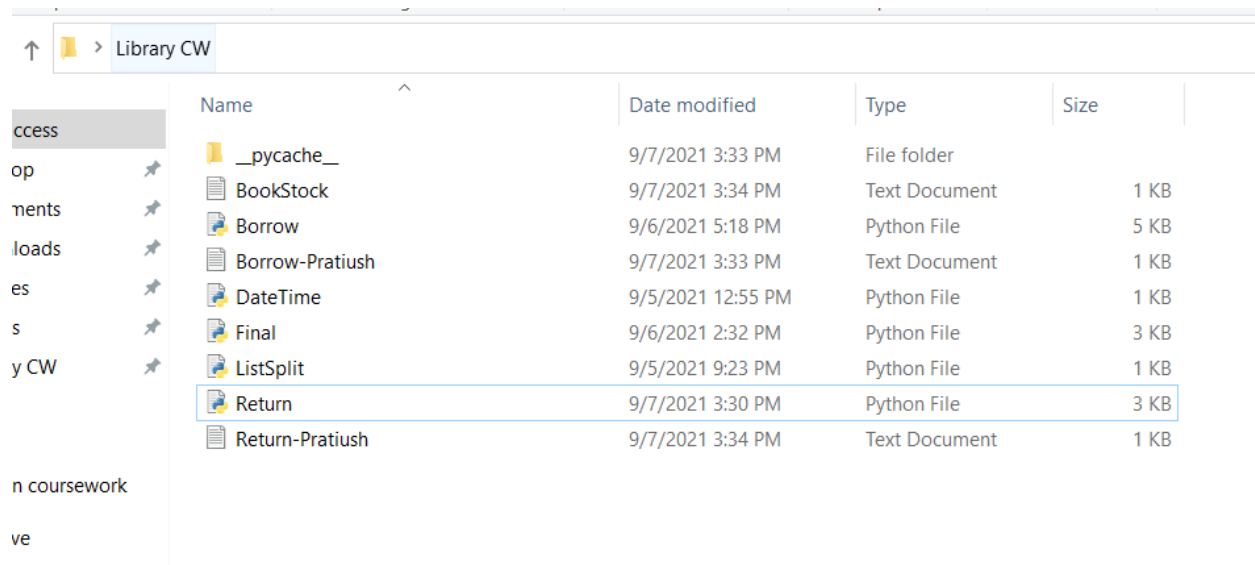 Library CW
Name Date modified Type Size
ccess
__pycache__ 9/7/2021 3:33 PM File folder
op
BookStock 9/7/2021 3:34 PM Text Document 1 KB
ments
Borrow 9/6/2021 5:18 PM Python File 5 KB
loads
Borrow-Pratiush 9/7/2021 3:33 PM Text Document 1 KB
es
DateTime 9/5/2021 12:55 PM Python File 1 KB
s
Final 9/6/2021 2:32 PM Python File 3 KB
y CW
ListSplit 9/5/2021 9:23 PM Python File 1 KB
Return 9/7/2021 3:30 PM Python File 3 KB
Return-Pratiush 9/7/2021 3:34 PM Text Document 1 KB
n coursework
ve